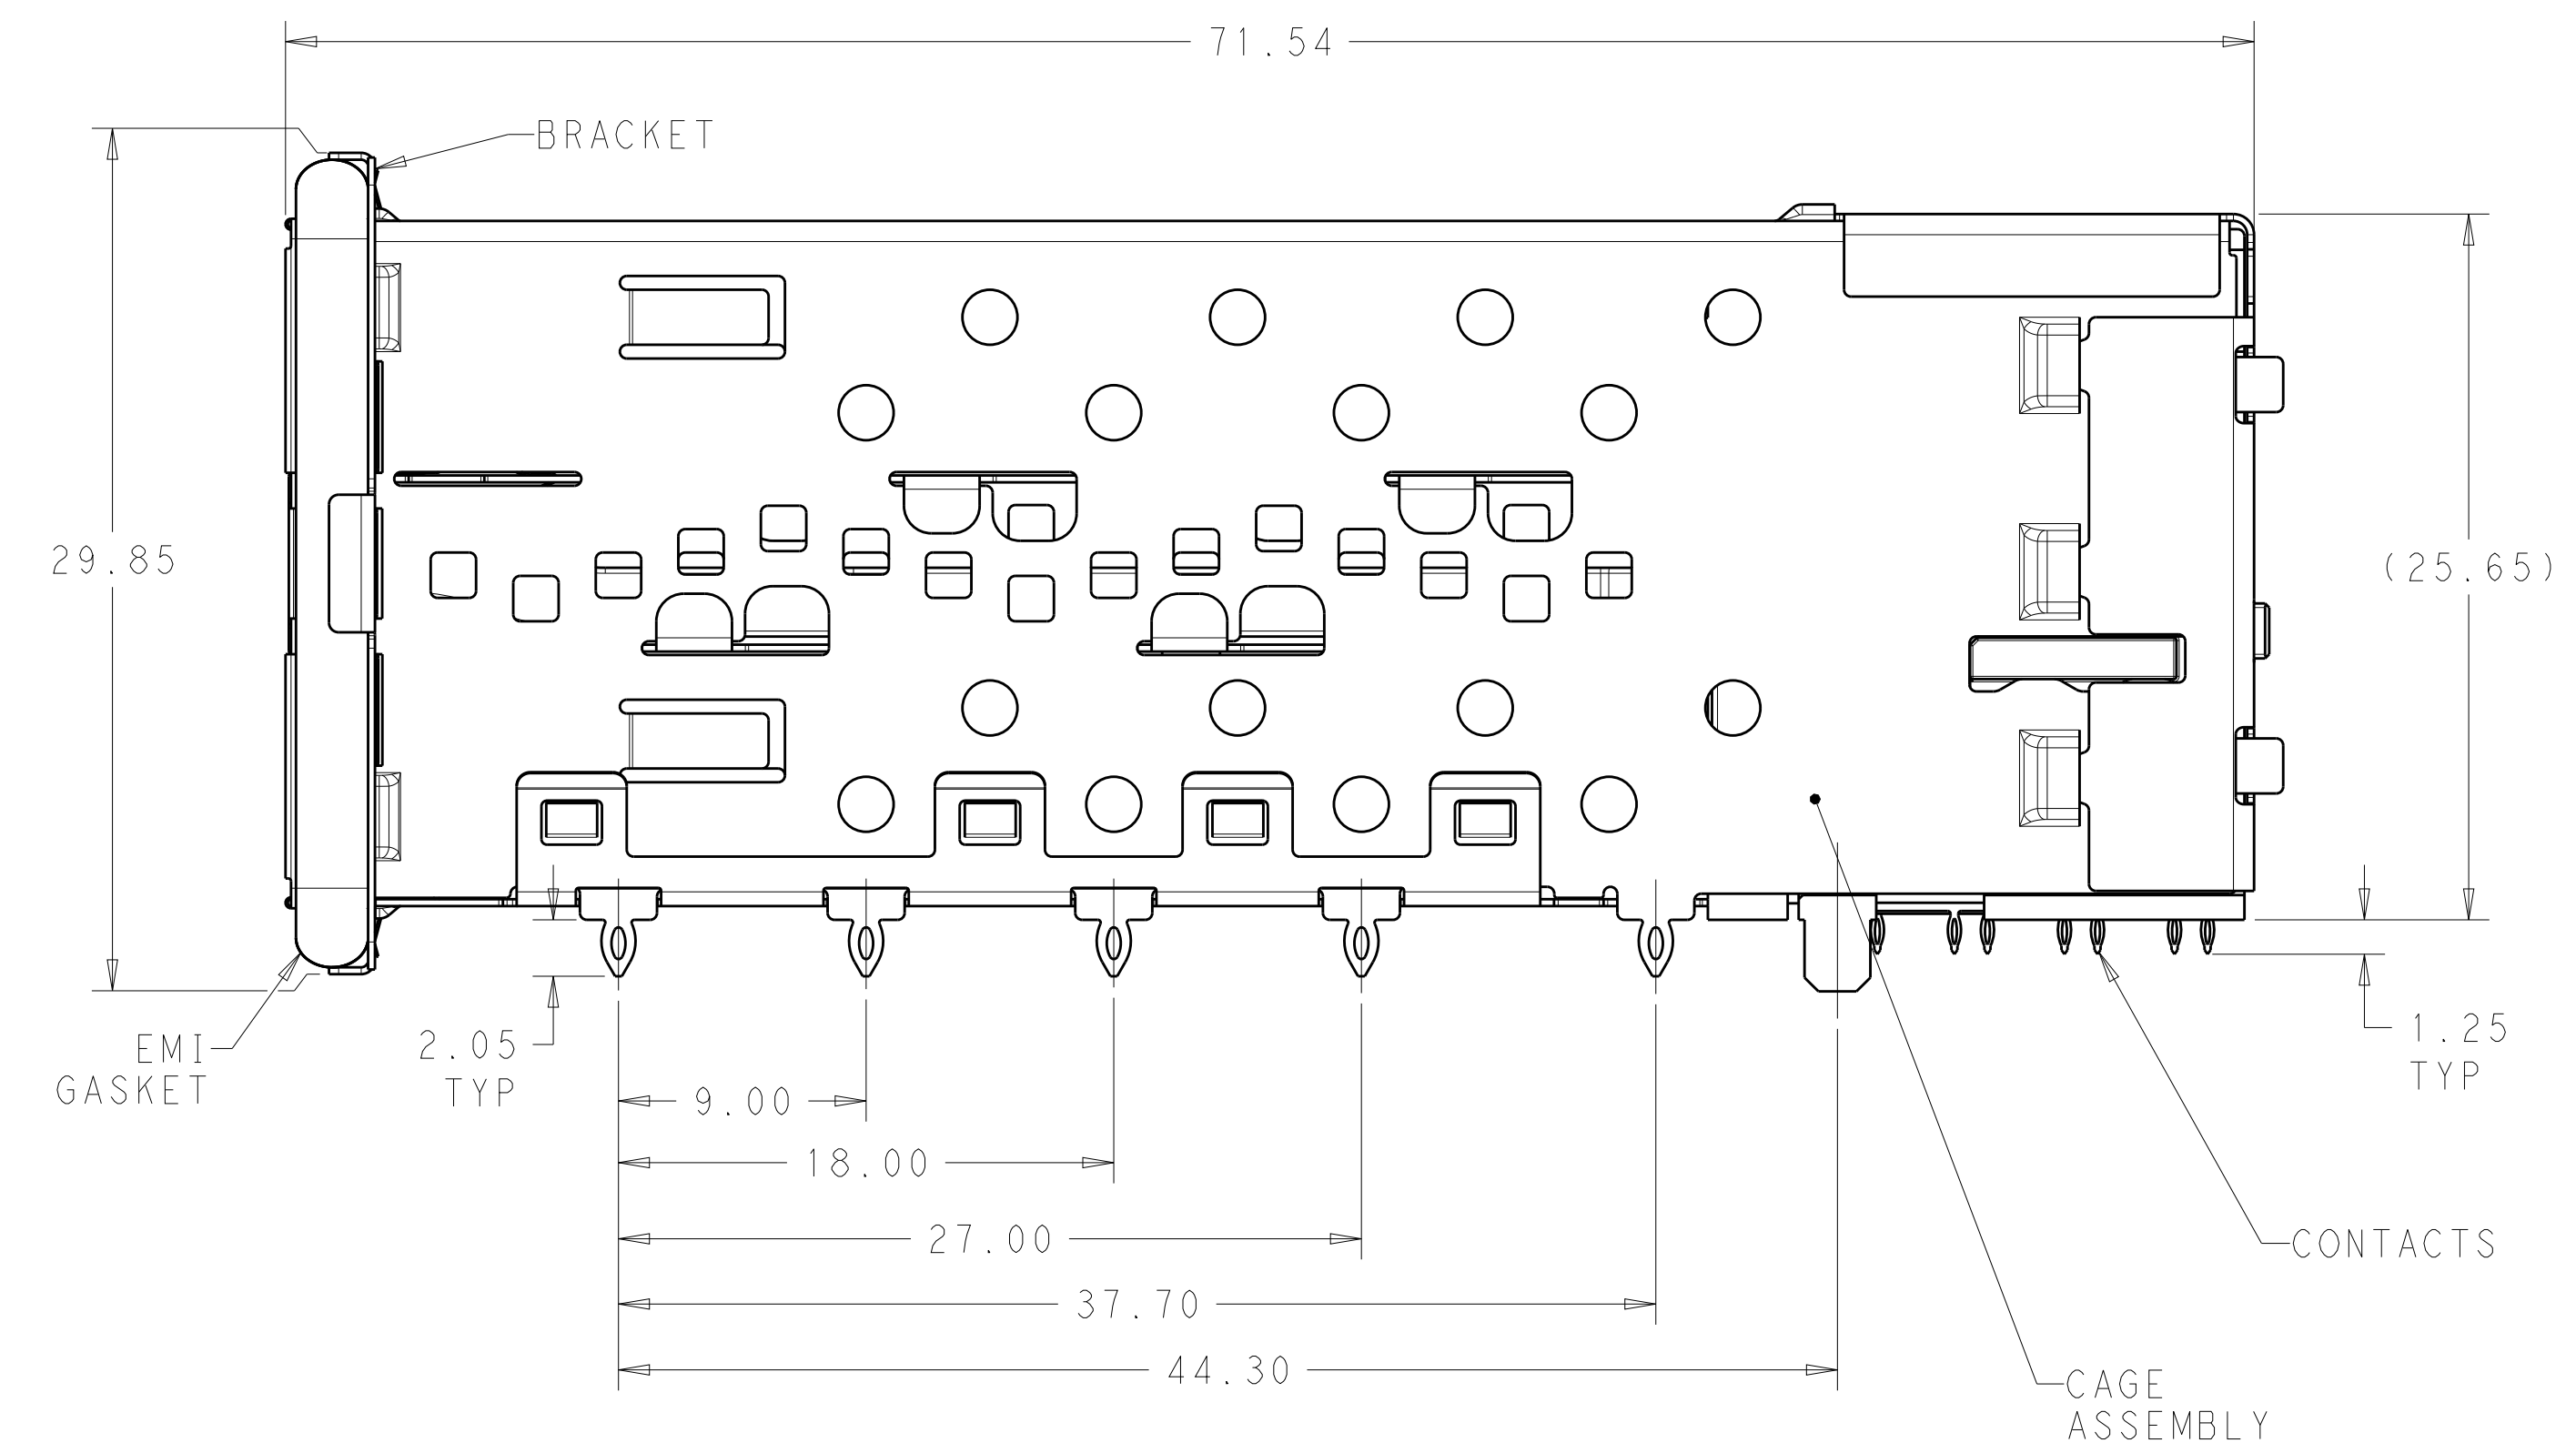 71.54
BRACKET
29.85
(25.65)
EMI
GASKET
2.05
TYP
1.25
TYP
9.00
18.00
27.00
CONTACTS
37.70
44.30
CAGE
ASSEMBLY